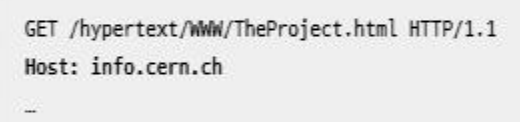 GET /hypertext/WWW/TheProject.html HTTP/1.1
Host: info.cern.ch
…